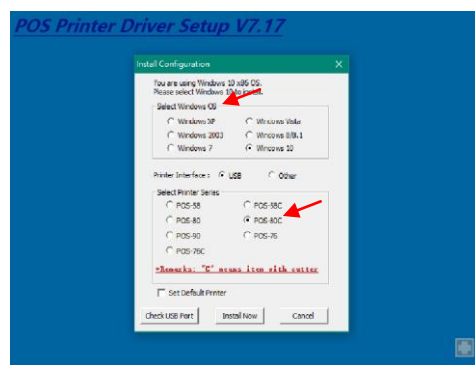 POS Printer Driver Setup V7.17
Install Configuration
You are using Windows 10 x86 OS.
Please select Windows 10 to install.
Select Windows OS
Windows XP
Windows Vista
Windows 2003
Windows 8/8.1
Windows 7
Windows 10
Printer Interface : USB Other
Select Printer Series
POS-58
POS-58C
POS-80
POS-80C
POS-90
POS-76
POS-76C
*Remarks: "C" means item with cutter
Set Default Printer
Check USB Port
Install Now
Cancel